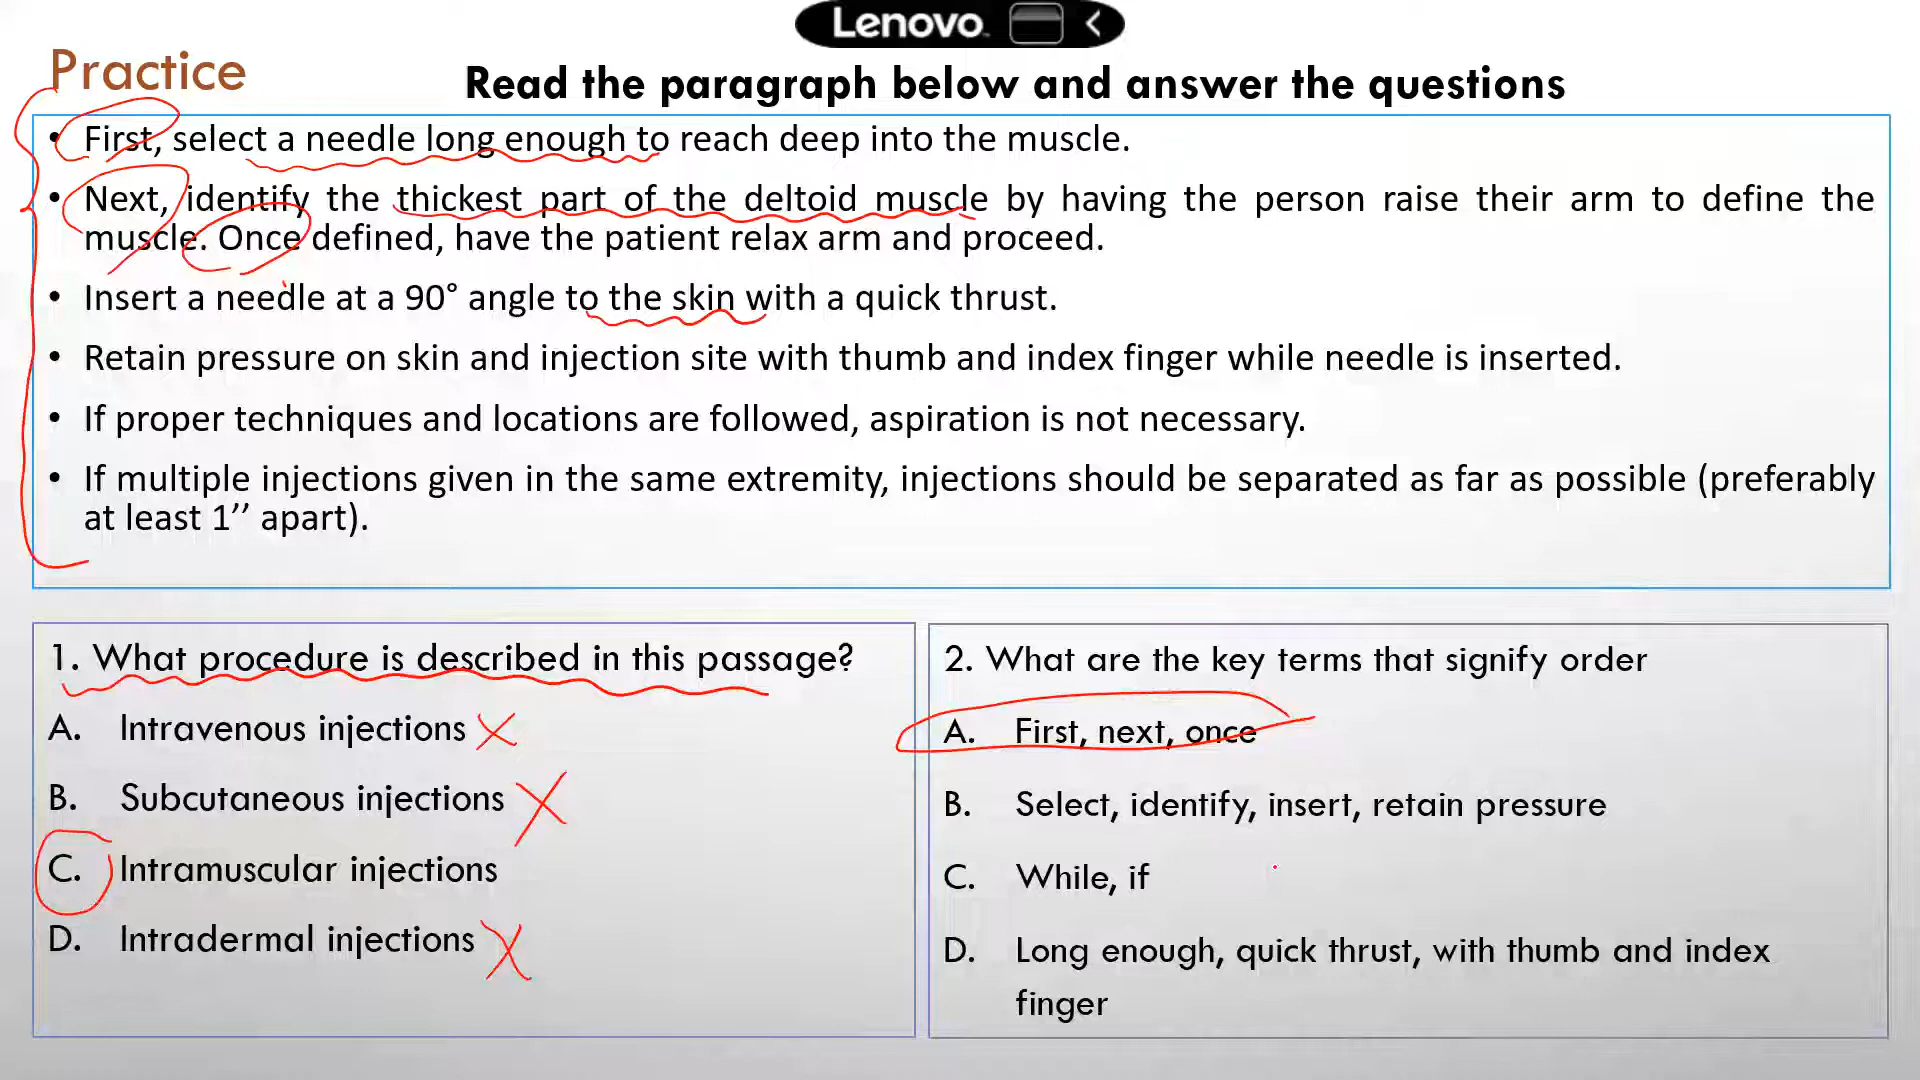 Lenovo
Practice
Read the paragraph below and answer the questions
• First, select a needle long enough to reach deep into the muscle.
• Next, identify the thickest part of the deltoid muscle by having the person raise their arm to define the
muscle. Once defined, have the patient relax arm and proceed.
• Insert a needle at a 90° angle to the skin with a quick thrust.
• Retain pressure on skin and injection site with thumb and index finger while needle is inserted.
• If proper techniques and locations are followed, aspiration is not necessary.
• If multiple injections given in the same extremity, injections should be separated as far as possible (preferably
at least 1’’ apart).
1. What procedure is described in this passage?
A. Intravenous injections
B. Subcutaneous injections
C. Intramuscular injections
D. Intradermal injections
2. What are the key terms that signify order
A. First, next, once
B. Select, identify, insert, retain pressure
C. While, if
D. Long enough, quick thrust, with thumb and index
finger